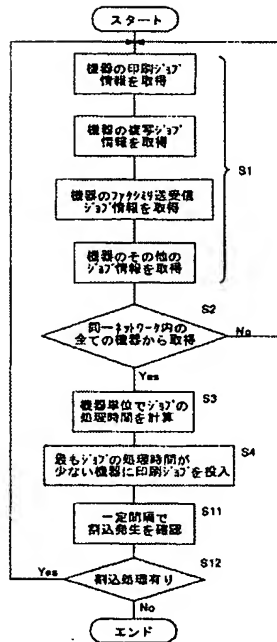 スタート
機器の印刷ジョブ
情報を取得
機器の複写ジョブ
情報を取得
S1
機器のファクシミリ送受信
ジョブ情報を取得
機器のその他の
ジョブ情報を取得
S2
同一ネットワーク内の
全ての機器から取得
No
Yes
S3
機器単位でジョブの
処理時間を計算
S4
最もジョブの処理時間が
少ない機器に印刷ジョブを投入
S11
一定間隔で
割込発生を確認
S12
Yes
割込処理有り
No
エンド